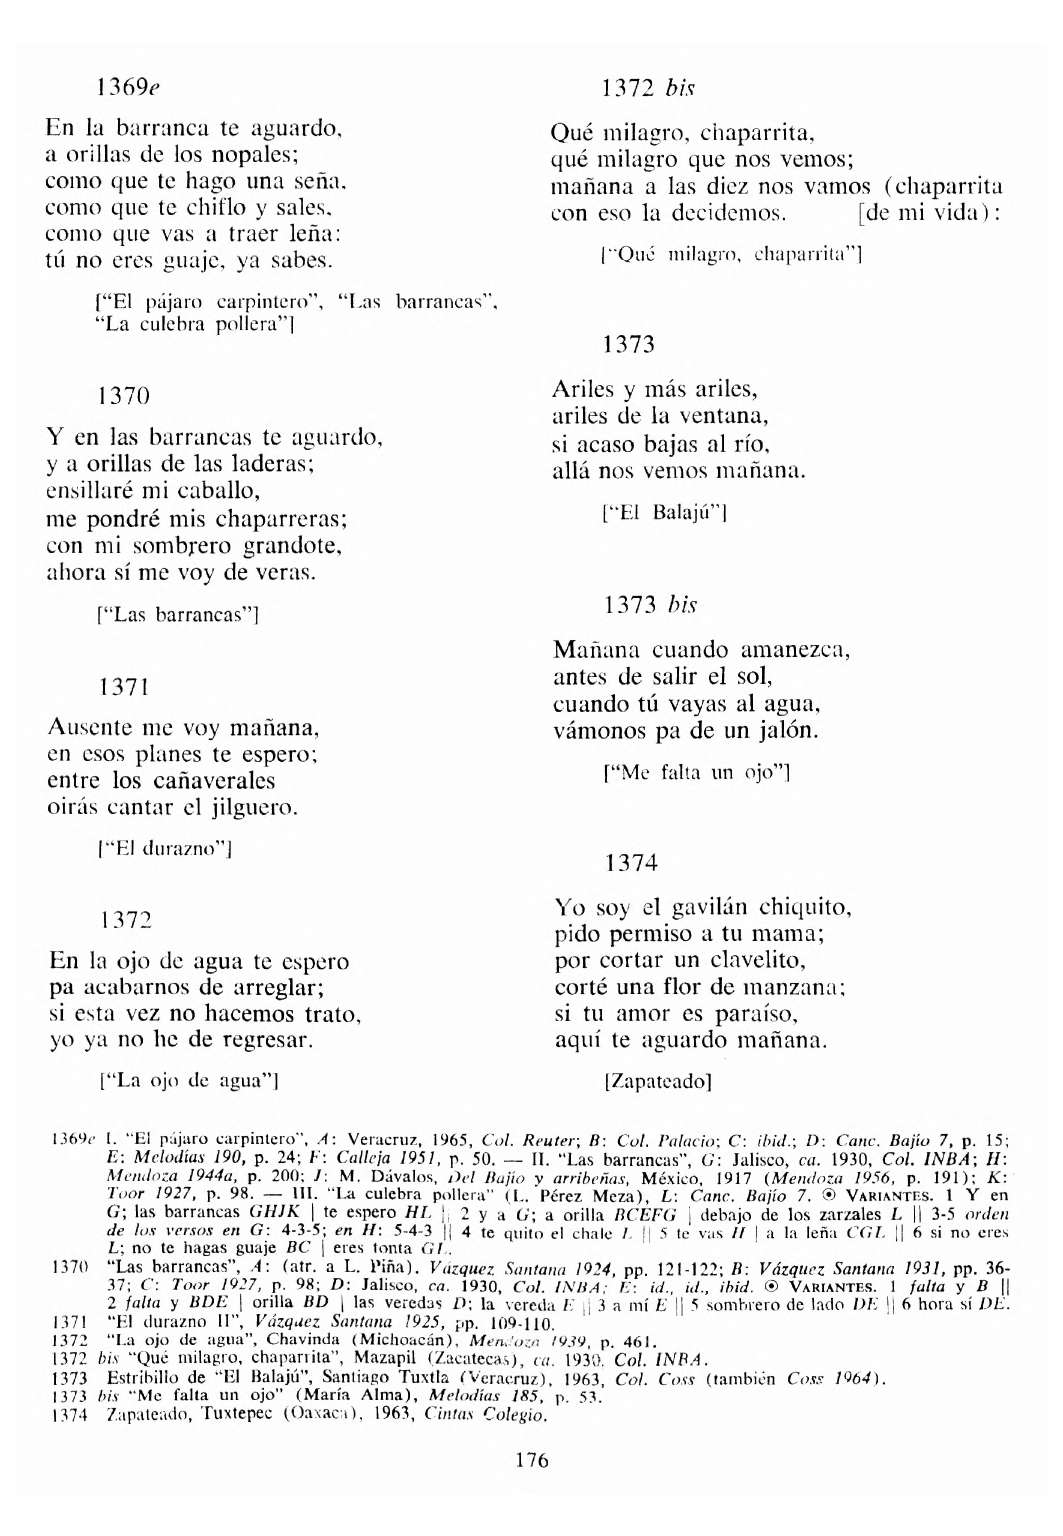 1369e
En la barranca te aguardo,
a orillas de los nopales;
como que te hago una seña,
como que te chiflo y sales,
como que vas a traer leña:
tú no eres guaje, ya sabes.
[“El pájaro carpintero”, “Las barrancas”,
“La culebra pollera”]
1370
Y en las barrancas te aguardo,
y a orillas de las laderas;
ensillaré mi caballo,
me pondré mis chaparreras;
con mi sombrero grandote,
ahora sí me voy de veras.
[“Las barrancas”]
1371
Ausente me voy mañana,
en esos planes te espero;
entre los cañaverales
oirás cantar el jilguero.
[“El durazno”]
1372
En la ojo de agua te espero
pa acabarnos de arreglar;
si esta vez no hacemos trato,
yo ya no he de regresar.
[“La ojo de agua”]
1372 bis
Qué milagro, chaparrita,
qué milagro que nos vemos;
mañana a las diez nos vamos (chaparrita
con eso la decidemos. [de mi vida):
[“Qué milagro, chaparrita”]
1373
Ariles y más ariles,
ariles de la ventana,
si acaso bajas al río,
allá nos vemos mañana.
[“El Balajú”]
1373 bis
Mañana cuando amanezca,
antes de salir el sol,
cuando tú vayas al agua,
vámonos pa de un jalón.
[“Me falta un ojo”]
1374
Yo soy el gavilán chiquito,
pido permiso a tu mama;
por cortar un clavelito,
corté una flor de manzana;
si tu amor es paraíso,
aquí te aguardo mañana.
[Zapateado]
1369e I. “El pájaro carpintero”, A: Veracruz, 1965, Col. Reuter; B: Col. Palacio; C: ibid.; D: Canc. Bajío 7, p. 15;
E: Melodías 190, p. 24; F: Calleja 1951, p. 50. — II. “Las barrancas”, G: Jalisco, ca. 1930, Col. INBA; H:
Mendoza 1944a, p. 200; J: M. Dávalos, Del Bajío y arribeñas, México, 1917 (Mendoza 1956, p. 191); K:
Toor 1927, p. 98. — III. “La culebra pollera” (L. Pérez Meza), L: Canc. Bajío 7. ⊙ VARIANTES. 1 Y en
G; las barrancas GHJK | te espero HL || 2 y a G; a orilla BCEFG | debajo de los zarzales L || 3-5 orden
de los versos en G: 4-3-5; en H: 5-4-3 || 4 te quito el chale L || 5 te vas H | a la leña CGL || 6 si no eres
L; no te hagas guaje BC | eres tonta GL.
1370 “Las barrancas”, A: (atr. a L. Piña), Vázquez Santana 1924, pp. 121-122; B: Vázquez Santana 1931, pp. 36-
37; C: Toor 1927, p. 98; D: Jalisco, ca. 1930, Col. INBA; E: id., id., ibid. ⊙ VARIANTES. 1 falta y B ||
2 falta y BDE | orilla BD | las veredas D; la vereda E || 3 a mí E || 5 sombrero de lado DE || 6 hora sí DE.
1371 “El durazno II”, Vázquez Santana 1925, pp. 109-110.
1372 “La ojo de agua”, Chavinda (Michoacán), Mendoza 1939, p. 461.
1372 bis “Qué milagro, chaparrita”, Mazapil (Zacatecas), ca. 1930, Col. INBA.
1373 Estribillo de “El Balajú”, Santiago Tuxtla (Veracruz), 1963, Col. Coss (también Coss 1964).
1373 bis “Me falta un ojo” (María Alma), Melodías 185, p. 53.
1374 Zapateado, Tuxtepec (Oaxaca), 1963, Cintas Colegio.
176